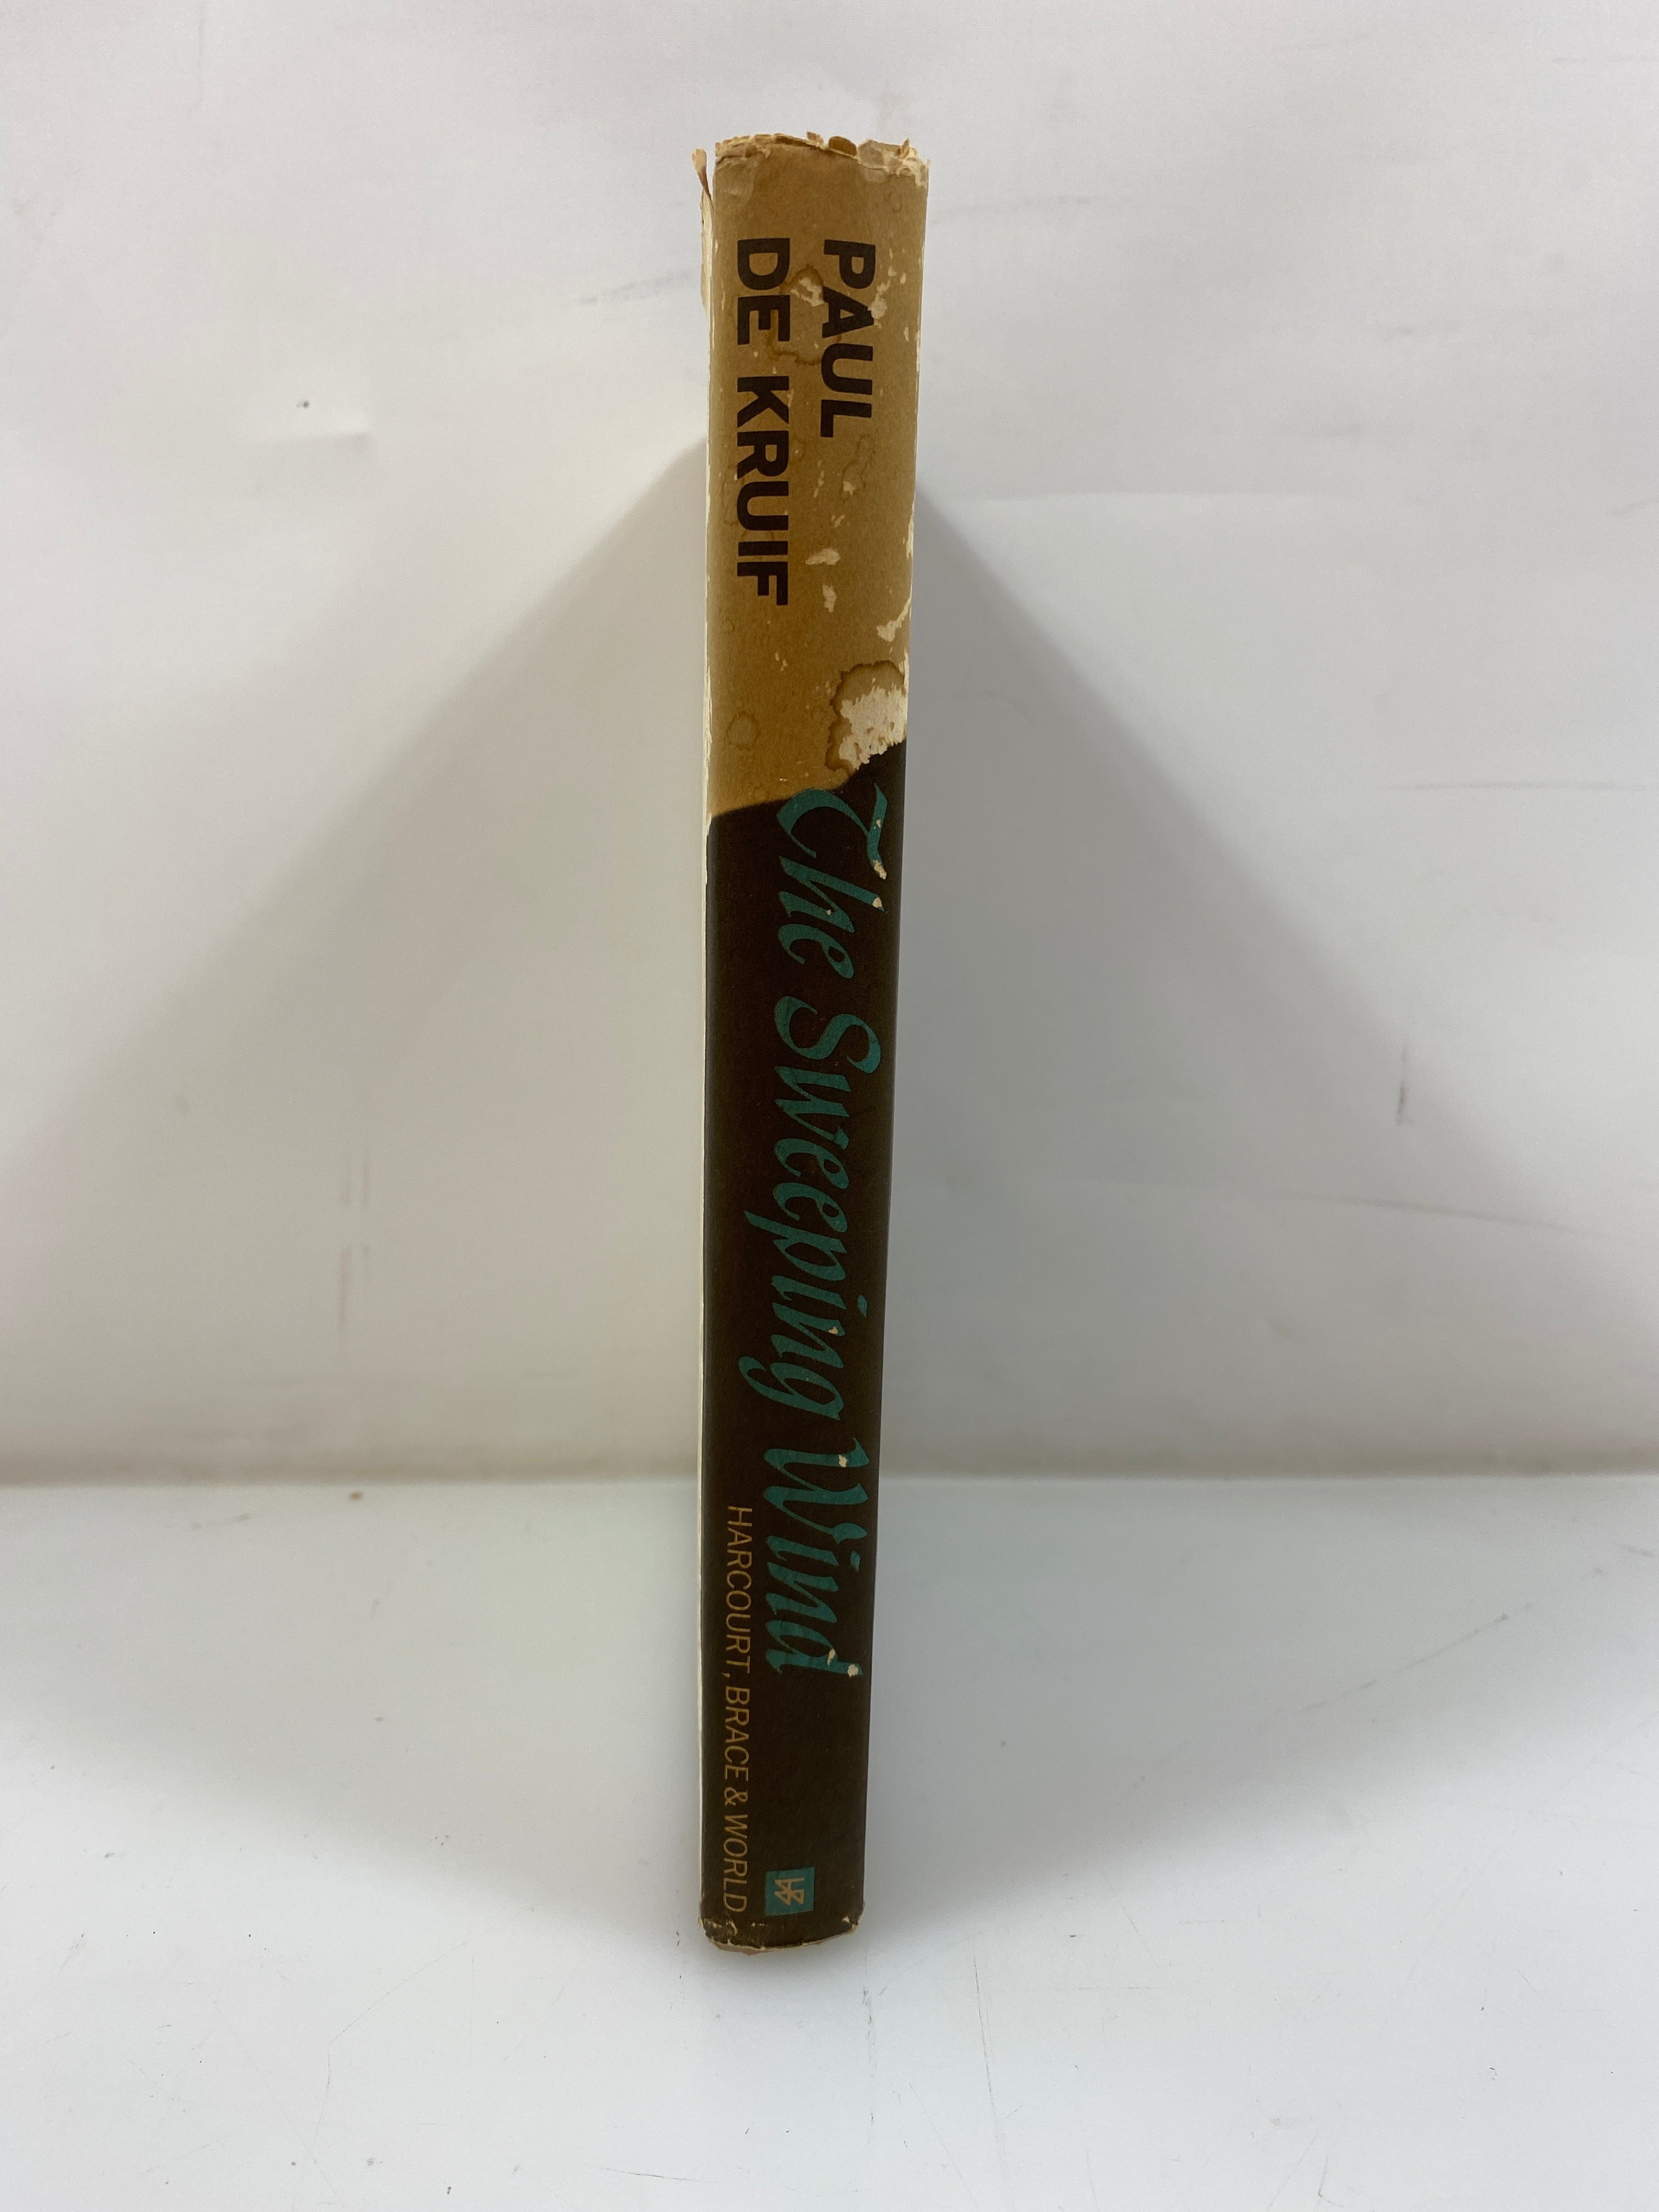 PAUL
DE KRUIF
The Sweeping Wind
HARCOURT, BRACE & WORLD